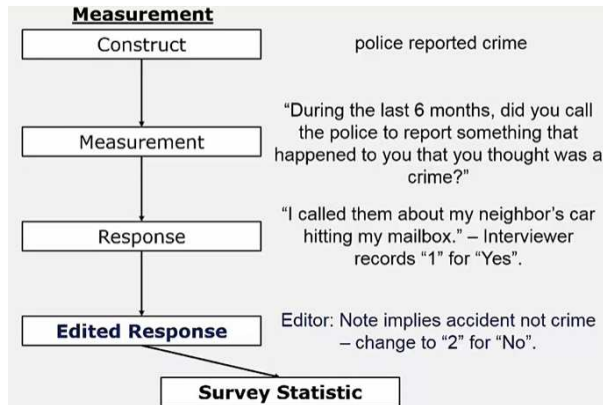 Measurement
Construct
police reported crime
Measurement
“During the last 6 months, did you call
the police to report something that
happened to you that you thought was a
crime?”
Response
“I called them about my neighbor’s car
hitting my mailbox.” – Interviewer
records “1” for “Yes”.
Edited Response
Editor: Note implies accident not crime
– change to “2” for “No”.
Survey Statistic